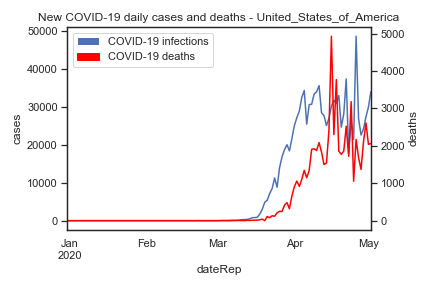 New COVID-19 daily cases and deaths - United_States_of_America
COVID-19 infections
COVID-19 deaths
50000
40000
30000
20000
10000
0
cases
5000
4000
3000
2000
1000
0
deaths
Jan Feb Mar Apr May
2020
dateRep